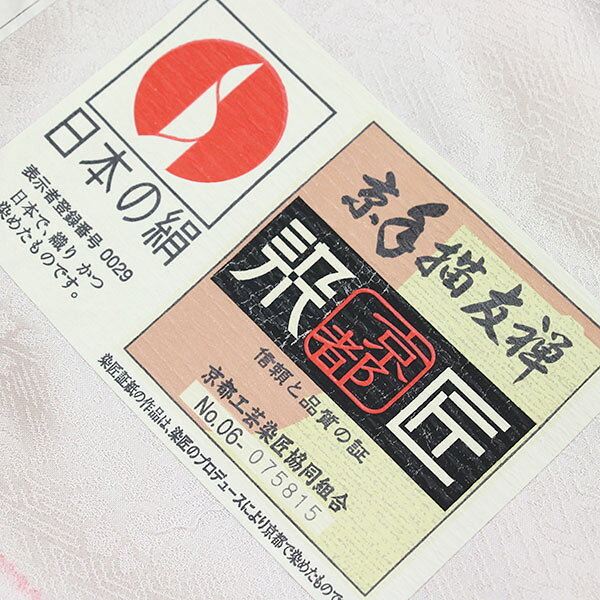 日本の絹
表示者登録番号 0029
日本で、織り かつ
染めたものです。
京手描友禅
染匠
京都
信頼と品質の証
京都工芸染匠協同組合
No.06-075815
染匠証紙の作品は、染匠のプロデュースにより京都で染めたもので